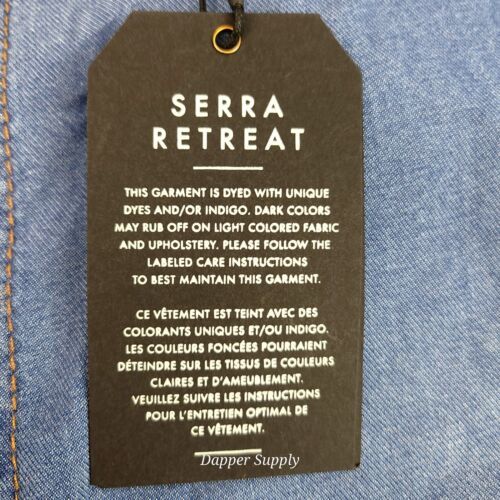 SERRA
RETREAT
THIS GARMENT IS DYED WITH UNIQUE
DYES AND/OR INDIGO. DARK COLORS
MAY RUB OFF ON LIGHT COLORED FABRIC
AND UPHOLSTERY. PLEASE FOLLOW THE
LABELED CARE INSTRUCTIONS
TO BEST MAINTAIN THIS GARMENT.
CE VÊTEMENT EST TEINT AVEC DES
COLORANTS UNIQUES ET/OU INDIGO.
LES COULEURS FONCÉES POURRAIENT
DÉTEINDRE SUR LES TISSUS DE COULEURS
CLAIRES ET D'AMEUBLEMENT.
VEUILLEZ SUIVRE LES INSTRUCTIONS
POUR L'ENTRETIEN OPTIMAL DE
CE VÊTEMENT.
Dapper Supply